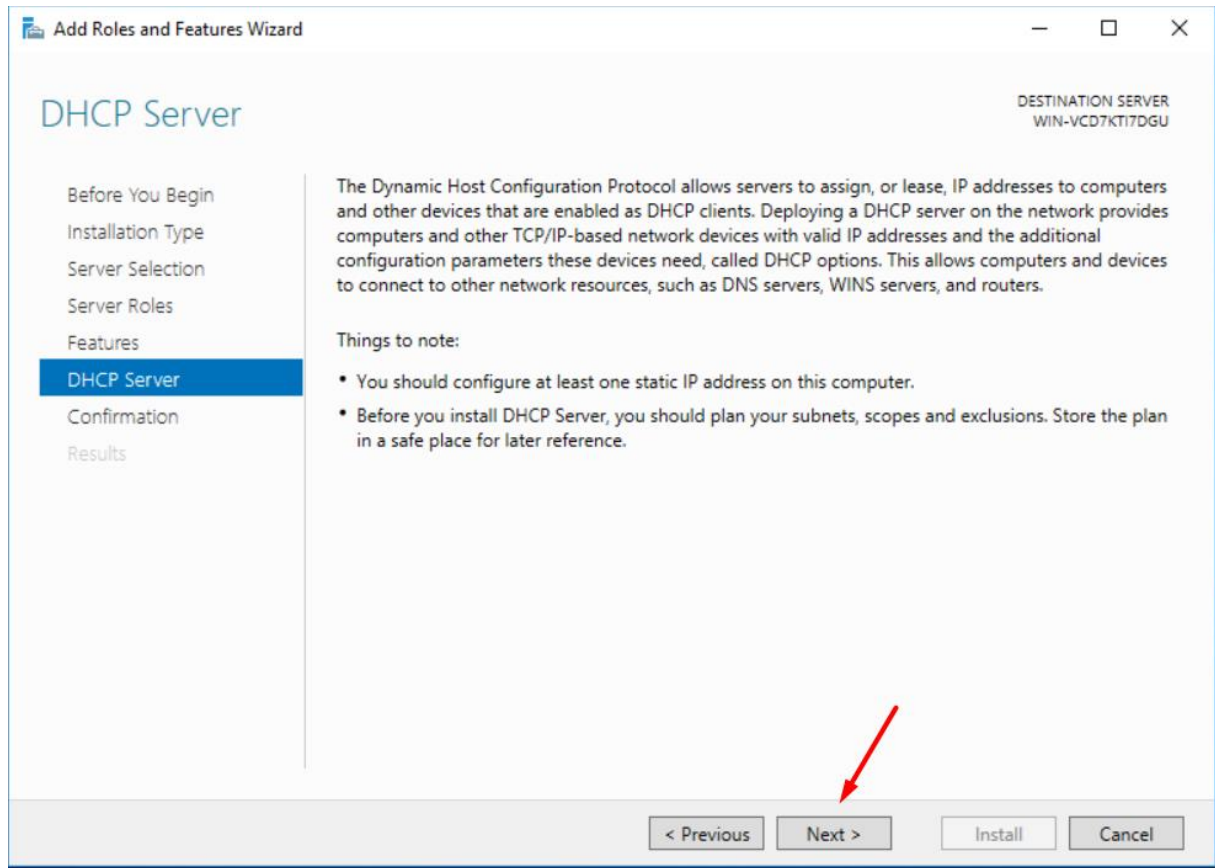 Add Roles and Features Wizard
DHCP Server
DESTINATION SERVER
WIN-VCD7KTI7DGU
Before You Begin
Installation Type
Server Selection
Server Roles
Features
DHCP Server
Confirmation
Results
The Dynamic Host Configuration Protocol allows servers to assign, or lease, IP addresses to computers
and other devices that are enabled as DHCP clients. Deploying a DHCP server on the network provides
computers and other TCP/IP-based network devices with valid IP addresses and the additional
configuration parameters these devices need, called DHCP options. This allows computers and devices
to connect to other network resources, such as DNS servers, WINS servers, and routers.
Things to note:
• You should configure at least one static IP address on this computer.
• Before you install DHCP Server, you should plan your subnets, scopes and exclusions. Store the plan
in a safe place for later reference.
< Previous
Next >
Install
Cancel